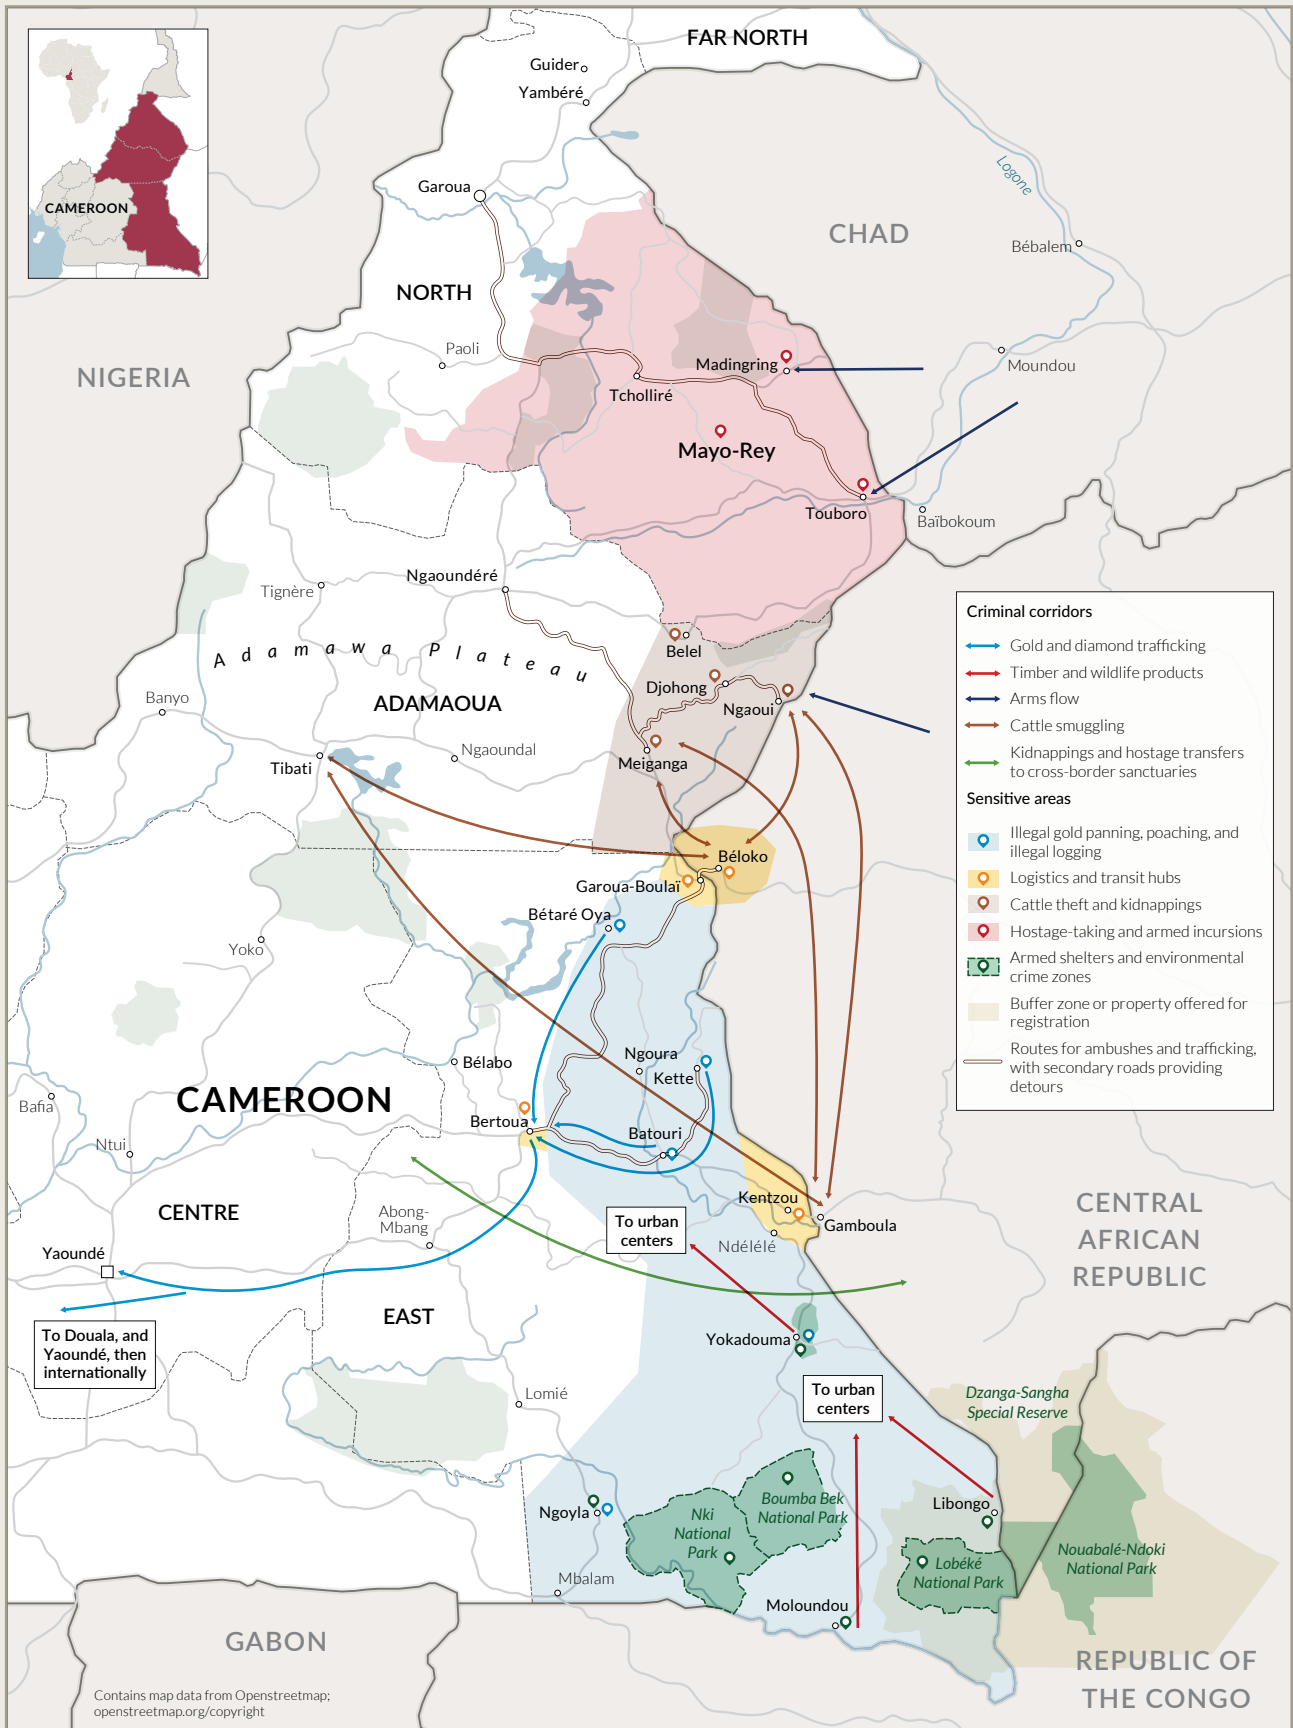 FAR NORTH
Guider
Yambéré
Logone
Garoua
CAMEROON
CHAD
Bébalem
NORTH
Paoli
NIGERIA
Madingring
Moundou
Tcholliré
Mayo-Rey
Touboro
Baïbokoum
Ngaoundéré
Tignère
Adamawa Plateau
Belel
Djohong
Banyo
ADAMAOUA
Ngaoui
Ngaoundal
Tibati
Meiganga
Criminal corridors
Gold and diamond trafficking
Timber and wildlife products
Arms flow
Cattle smuggling
Kidnappings and hostage transfers
to cross-border sanctuaries
Sensitive areas
Illegal gold panning, poaching, and
illegal logging
Logistics and transit hubs
Cattle theft and kidnappings
Hostage-taking and armed incursions
Armed shelters and environmental
crime zones
Buffer zone or property offered for
registration
Routes for ambushes and trafficking,
with secondary roads providing
detours
Béloko
Garoua-Boulaï
Bétaré Oya
Yoko
Ngoura
Bélabo
Kette
CAMEROON
Bafia
Bertoua
Batouri
Ntui
Kentzou
CENTRE
Abong-
Mbang
To urban
centers
Gamboula
Ndélélé
CENTRAL
AFRICAN
REPUBLIC
Yaoundé
EAST
To Douala, and
Yaoundé, then
internationally
Yokadouma
To urban
centers
Lomié
Dzanga-Sangha
Special Reserve
Boumba Bek
National Park
Libongo
Ngoyla
Nki
National
Park
Nouabalé-Ndoki
National Park
Lobéké
National Park
Mbalam
Moloundou
GABON
REPUBLIC OF
THE CONGO
Contains map data from Openstreetmap;
openstreetmap.org/copyright